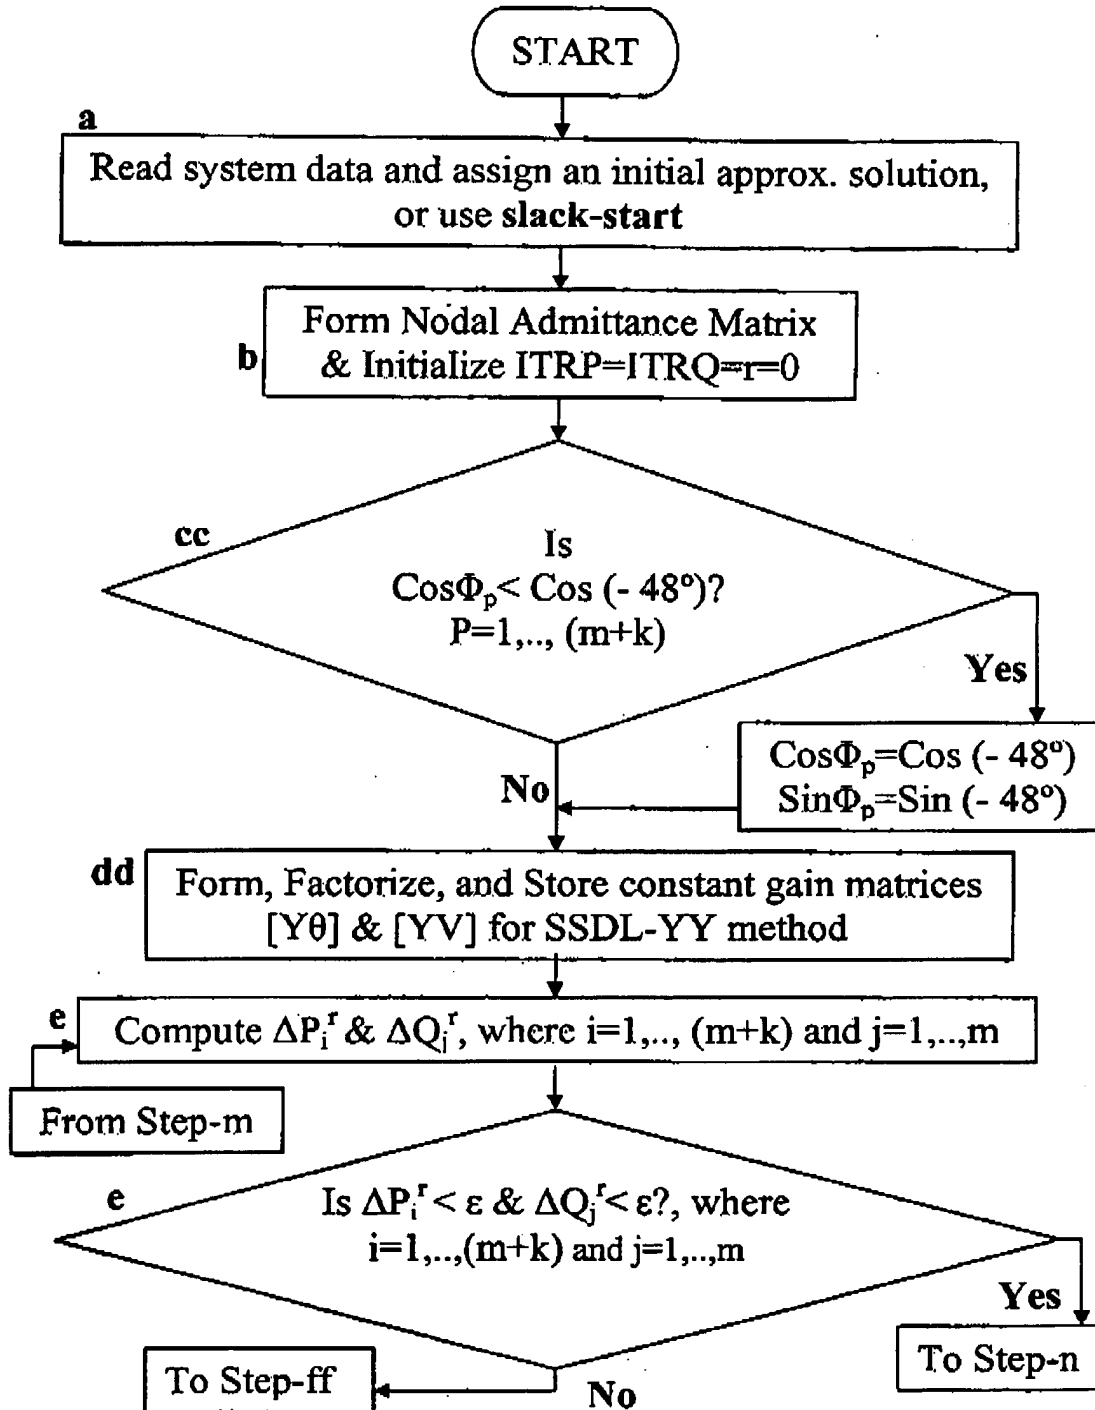 START
a
Read system data and assign an initial approx. solution,
or use slack-start
b
Form Nodal Admittance Matrix
& Initialize ITRP=ITRQ=r=0
cc
Is
CosΦp< Cos (- 48º)?
P=1,.., (m+k)
Yes
CosΦp=Cos (- 48º)
SinΦp=Sin (- 48º)
No
dd
Form, Factorize, and Store constant gain matrices
[Yθ] & [YV] for SSDL-YY method
e
Compute ΔPiʳ & ΔQjʳ, where i=1,.., (m+k) and j=1,..,m
From Step-m
e
Is ΔPiʳ< ε & ΔQjʳ< ε?, where
i=1,..,(m+k) and j=1,..,m
Yes
To Step-n
To Step-ff
No